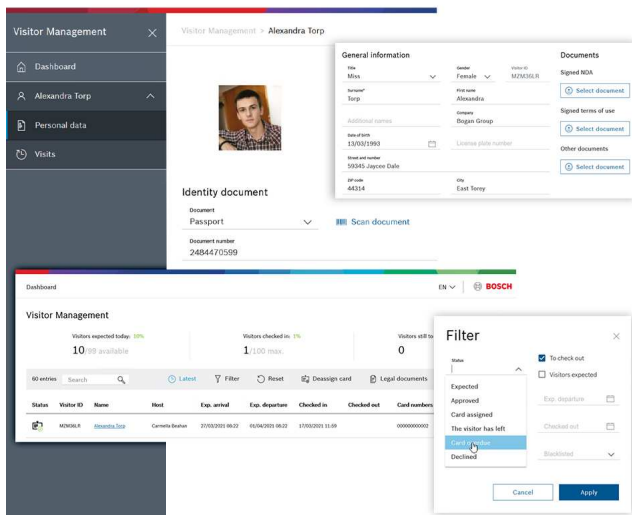 Visitor Management
Dashboard
Alexandra Torp
Personal data
Visits
Visitor Management > Alexandra Torp
Identity document
Document
Passport
Scan document
Document number
2484470599
General information
Title
Miss
Gender
Female
Visitor ID
MZM36LR
Surname*
Torp
First name
Alexandra
Additional names
Company
Bogan Group
Date of birth
13/03/1993
License plate number
Street and number
59345 Jaycee Dale
ZIP code
44314
City
East Torey
Documents
Signed NDA
Select document
Signed terms of use
Select document
Other documents
Select document
Dashboard
EN
BOSCH
Visitor Management
Visitors expected today: 10%
10/99 available
Visitors checked in: 1%
1/100 max.
Visitors still to
0
60 entries Search Latest Filter Reset Deassign card Legal documents
Status Visitor ID Name Host Exp. arrival Exp. departure Checked in Checked out Card numbers
MZM36LR Alexandra Torp Carmella Beahan 27/03/2021 08:22 01/04/2021 08:22 17/03/2021 11:59 000000000002
Filter
Status
Expected
Approved
Card assigned
The visitor has left
Card overdue
Declined
To check out
Visitors expected
Exp. departure
Checked out
Blacklisted
Cancel
Apply